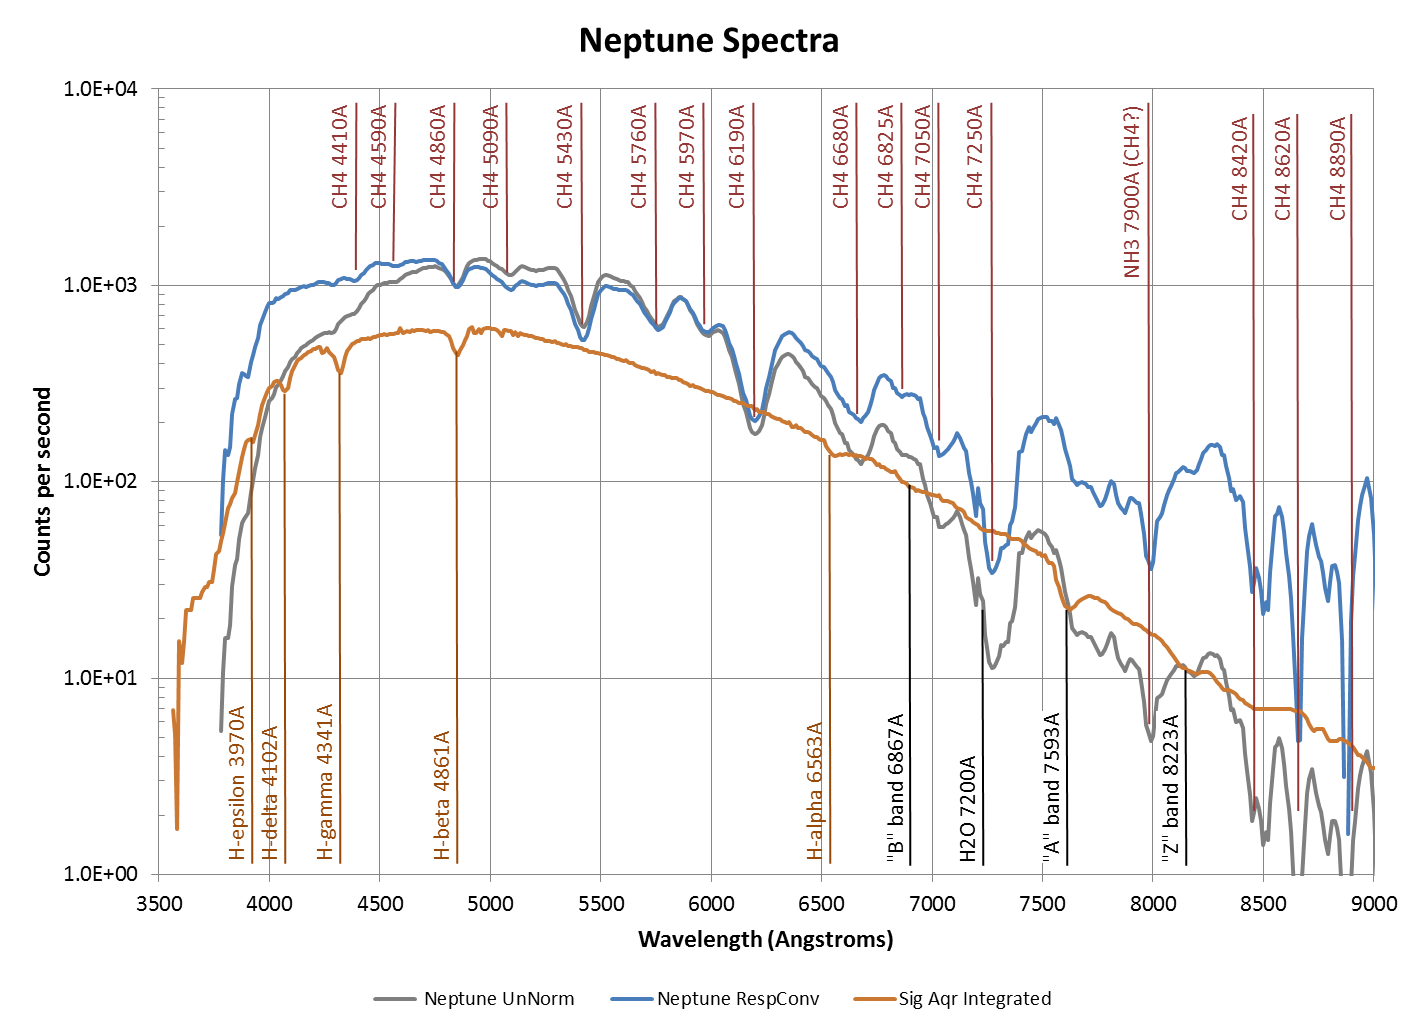 Neptune Spectra
1.0E+04
1.0E+03
1.0E+02
1.0E+01
1.0E+00
Counts per second
CH4 4410A
CH4 4590A
CH4 4860A
CH4 5090A
CH4 5430A
CH4 5760A
CH4 5970A
CH4 6190A
CH4 6680A
CH4 6825A
CH4 7050A
CH4 7250A
NH3 7900A (CH4?)
CH4 8420A
CH4 8620A
CH4 8890A
H-epsilon 3970A
H-delta 4102A
H-gamma 4341A
H-beta 4861A
H-alpha 6563A
"B" band 6867A
H2O 7200A
"A" band 7593A
"Z" band 8223A
3500 4000 4500 5000 5500 6000 6500 7000 7500 8000 8500 9000
Wavelength (Angstroms)
Neptune UnNorm Neptune RespConv Sig Aqr Integrated